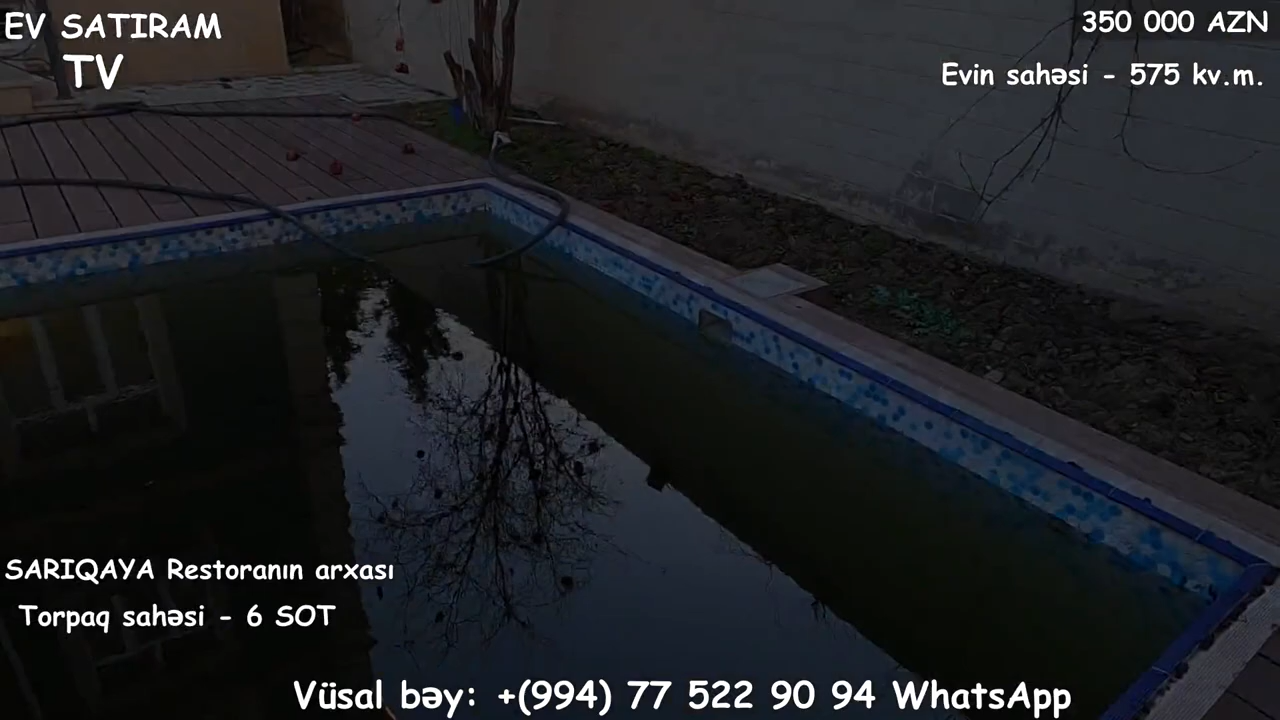 EV SATIRAM
TV
350 000 AZN
Evin sahəsi - 575 kv.m.
SARIQAYA Restoranın arxası
Torpaq sahəsi - 6 SOT
Vüsal bəy: +(994) 77 522 90 94 WhatsApp